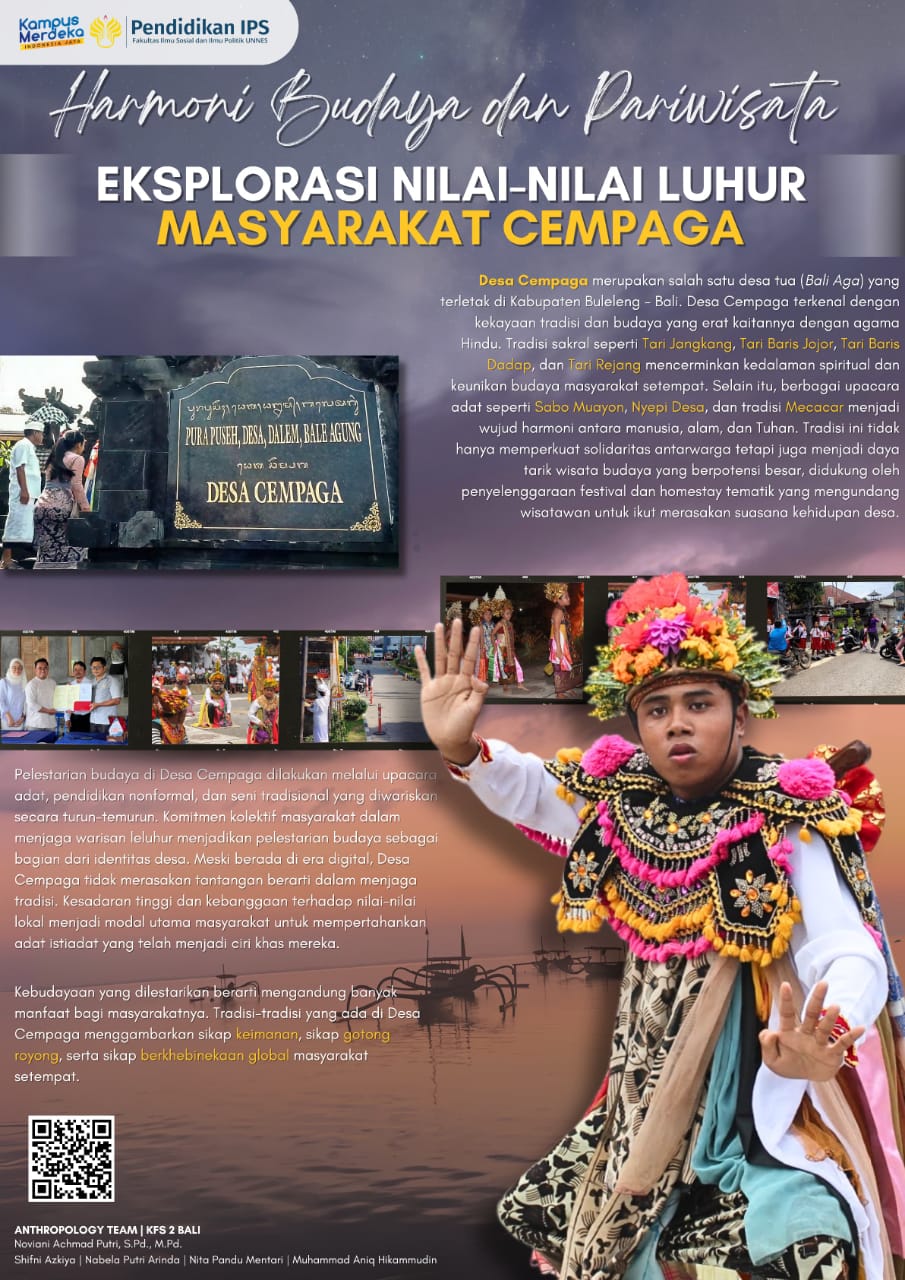 Kampus
Merdeka
INDONESIA JAYA
Pendidikan IPS
Fakultas Ilmu Sosial dan Ilmu Politik UNNES
Harmoni Budaya dan Pariwisata
EKSPLORASI NILAI-NILAI LUHUR
MASYARAKAT CEMPAGA
Desa Cempaga merupakan salah satu desa tua (Bali Aga) yang
terletak di Kabupaten Buleleng - Bali. Desa Cempaga terkenal dengan
kekayaan tradisi dan budaya yang erat kaitannya dengan agama
Hindu. Tradisi sakral seperti Tari Jangkang, Tari Baris Jojor, Tari Baris
Dadap, dan Tari Rejang mencerminkan kedalaman spiritual dan
keunikan budaya masyarakat setempat. Selain itu, berbagai upacara
adat seperti Sabo Muayon, Nyepi Desa, dan tradisi Mecacar menjadi
wujud harmoni antara manusia, alam, dan Tuhan. Tradisi ini tidak
hanya memperkuat solidaritas antarwarga tetapi juga menjadi daya
tarik wisata budaya yang berpotensi besar, didukung oleh
penyelenggaraan festival dan homestay tematik yang mengundang
wisatawan untuk ikut merasakan suasana kehidupan desa.
PURA PUSEH, DESA, DALEM, BALE AGUNG
DESA CEMPAGA
Pelestarian budaya di Desa Cempaga dilakukan melalui upacara
adat, pendidikan nonformal, dan seni tradisional yang diwariskan
secara turun-temurun. Komitmen kolektif masyarakat dalam
menjaga warisan leluhur menjadikan pelestarian budaya sebagai
bagian dari identitas desa. Meski berada di era digital, Desa
Cempaga tidak merasakan tantangan berarti dalam menjaga
tradisi. Kesadaran tinggi dan kebanggaan terhadap nilai-nilai
lokal menjadi modal utama masyarakat untuk mempertahankan
adat istiadat yang telah menjadi ciri khas mereka.
Kebudayaan yang dilestarikan berarti mengandung banyak
manfaat bagi masyarakatnya. Tradisi-tradisi yang ada di Desa
Cempaga menggambarkan sikap keimanan, sikap gotong
royong, serta sikap berkhebinekaan global masyarakat
setempat.
ANTHROPOLOGY TEAM | KFS 2 BALI
Noviani Achmad Putri, S.Pd., M.Pd.
Shifni Azkiya | Nabela Putri Arinda | Nita Pandu Mentari | Muhammad Aniq Hikammudin